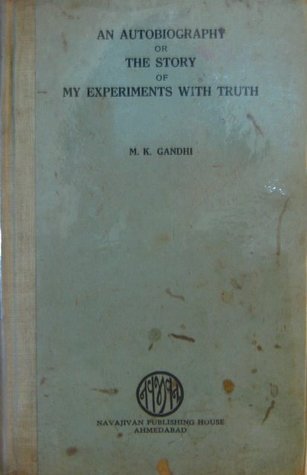 AN AUTOBIOGRAPHY
OR
THE STORY
OF
MY EXPERIMENTS WITH TRUTH
M. K. GANDHI
NAVAJIVAN PUBLISHING HOUSE
AHMEDABAD